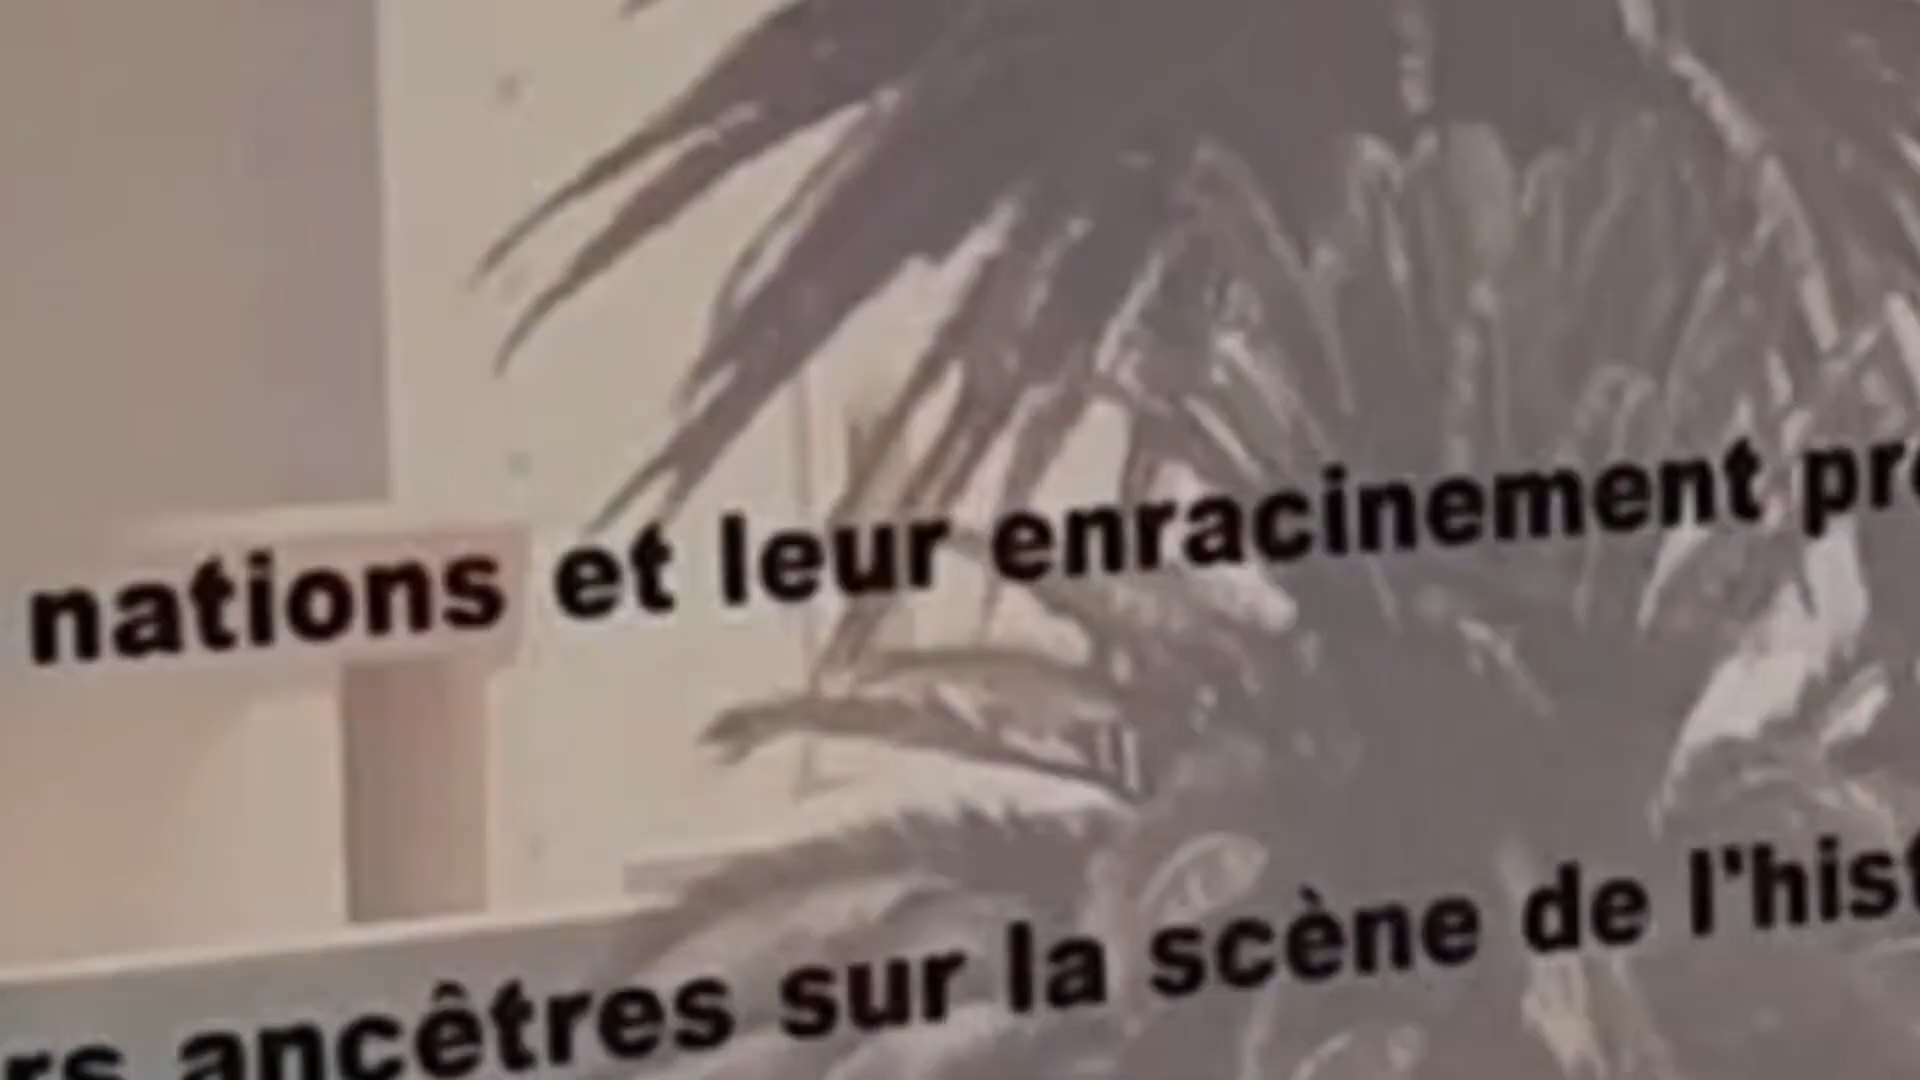 nations et leur enracinement
ancêtres sur la scène de